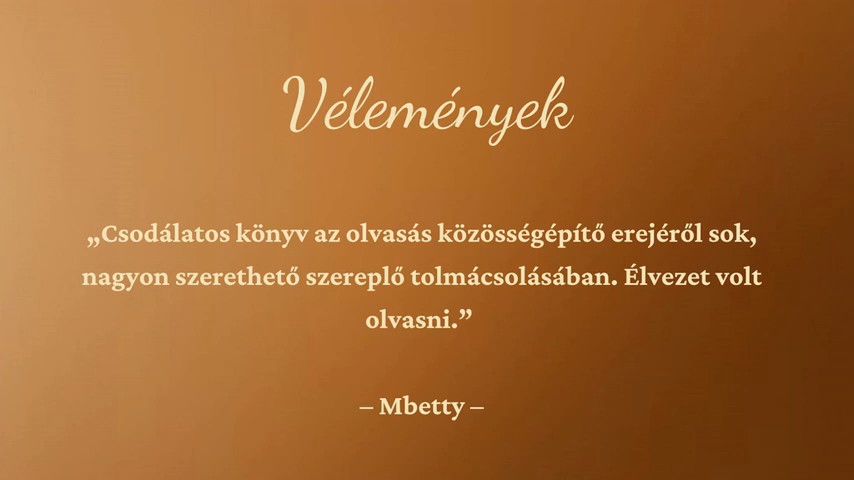 Vélemények
„Csodálatos könyv az olvasás közösségépítő erejéről sok,
nagyon szerethető szereplő tolmácsolásában. Élvezet volt
olvasni.”
– Mbetty –